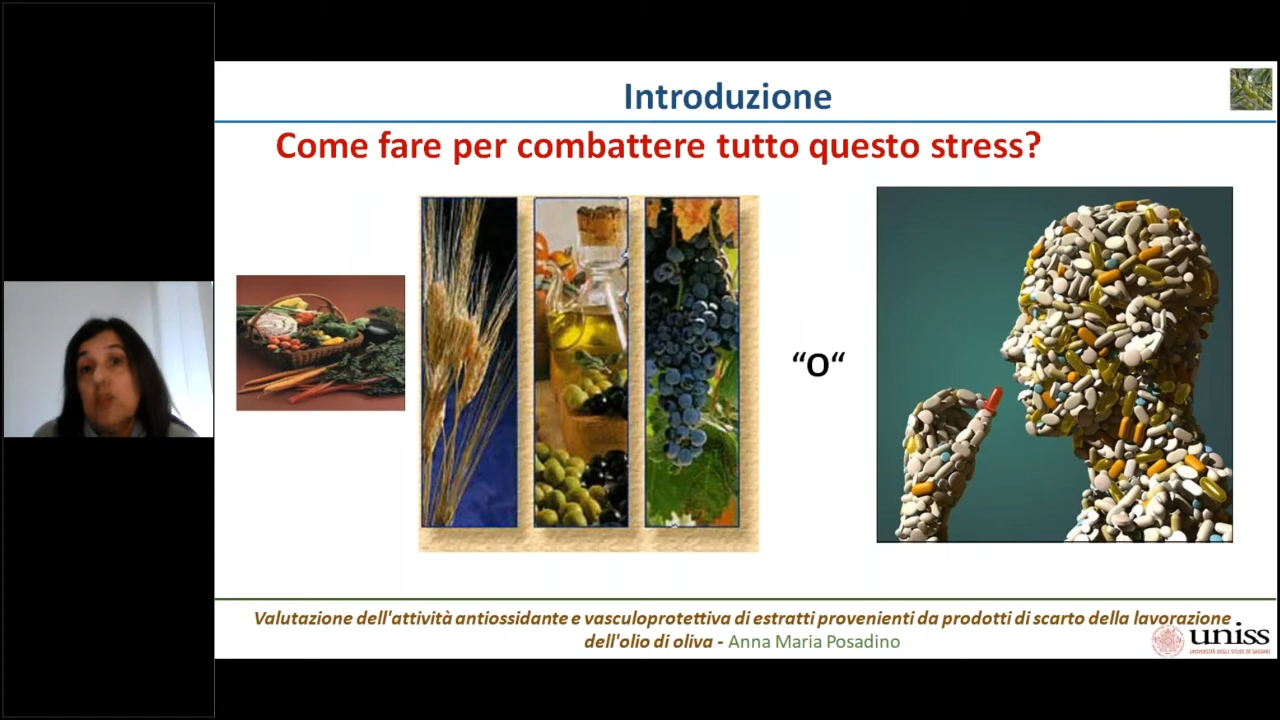 Introduzione
Come fare per combattere tutto questo stress?
“O“
Valutazione dell'attività antiossidante e vasculoprotettiva di estratti provenienti da prodotti di scarto della lavorazione
dell'olio di oliva - Anna Maria Posadino
uniss
UNIVERSITÀ DEGLI STUDI DI SASSARI